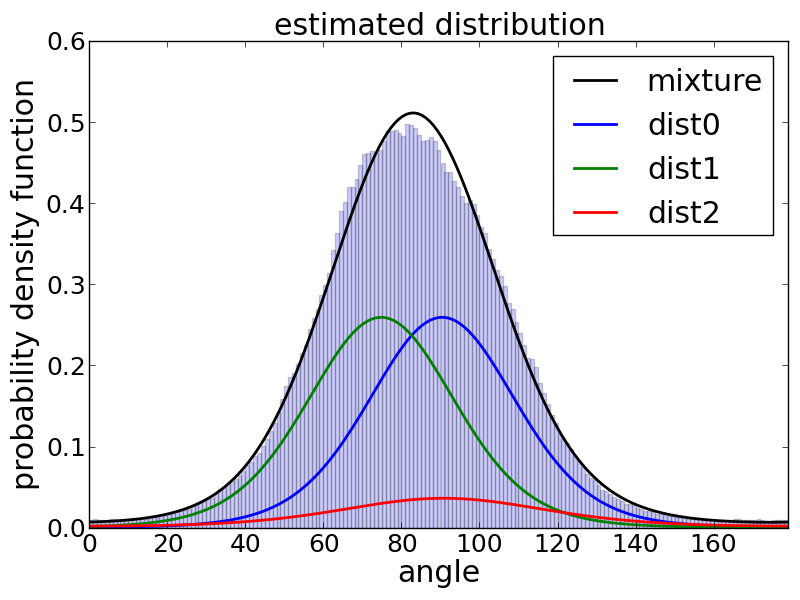 estimated distribution
probability density function
0.6
0.5
0.4
0.3
0.2
0.1
0.0
mixture
dist0
dist1
dist2
0 20 40 60 80 100 120 140 160
angle